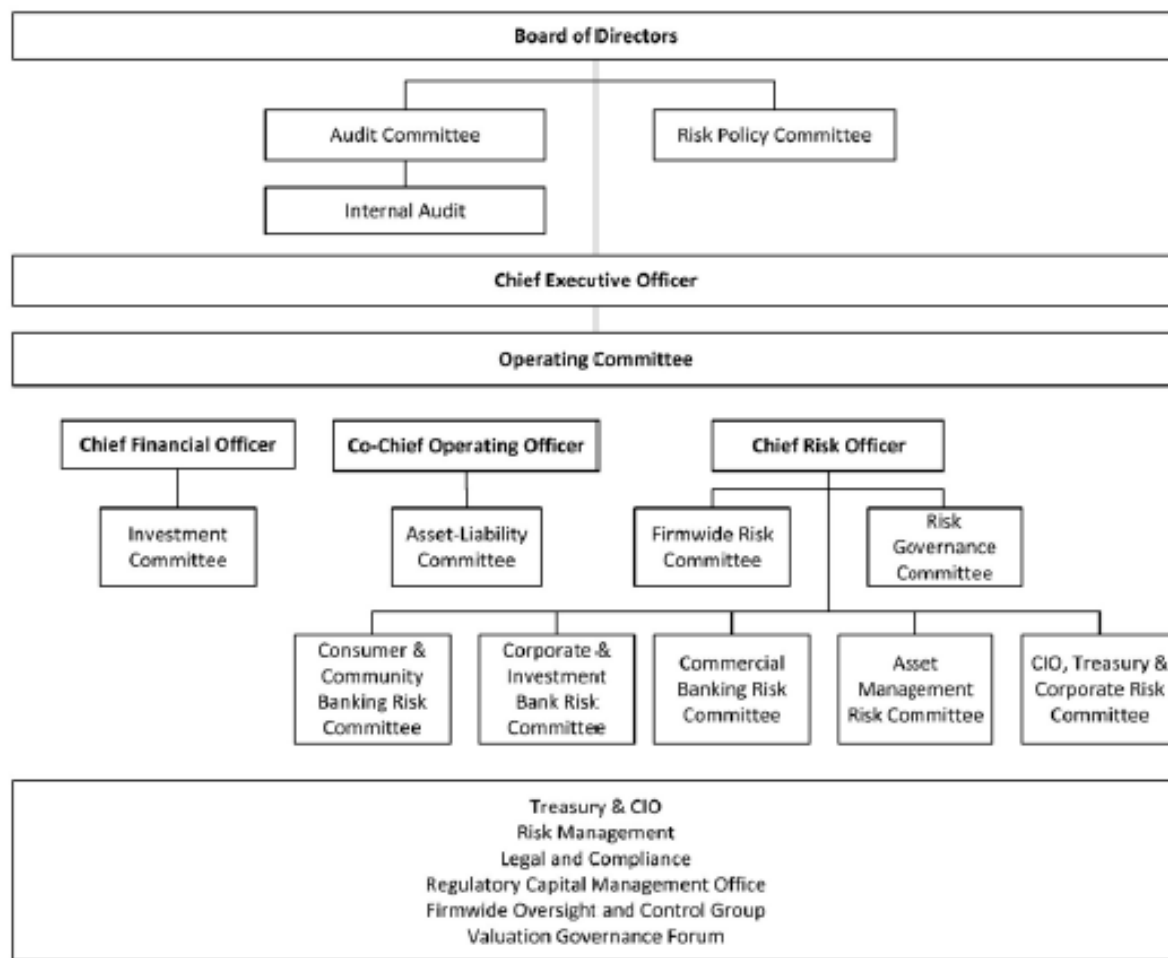 Board of Directors
Audit Committee
Risk Policy Committee
Internal Audit
Chief Executive Officer
Operating Committee
Chief Financial Officer
Co-Chief Operating Officer
Chief Risk Officer
Investment
Committee
Asset-Liability
Committee
Firmwide Risk
Committee
Risk
Governance
Committee
Consumer &
Community
Banking Risk
Committee
Corporate &
Investment
Bank Risk
Committee
Commercial
Banking Risk
Committee
Asset
Management
Risk Committee
CIO, Treasury &
Corporate Risk
Committee
Treasury & CIO
Risk Management
Legal and Compliance
Regulatory Capital Management Office
Firmwide Oversight and Control Group
Valuation Governance Forum